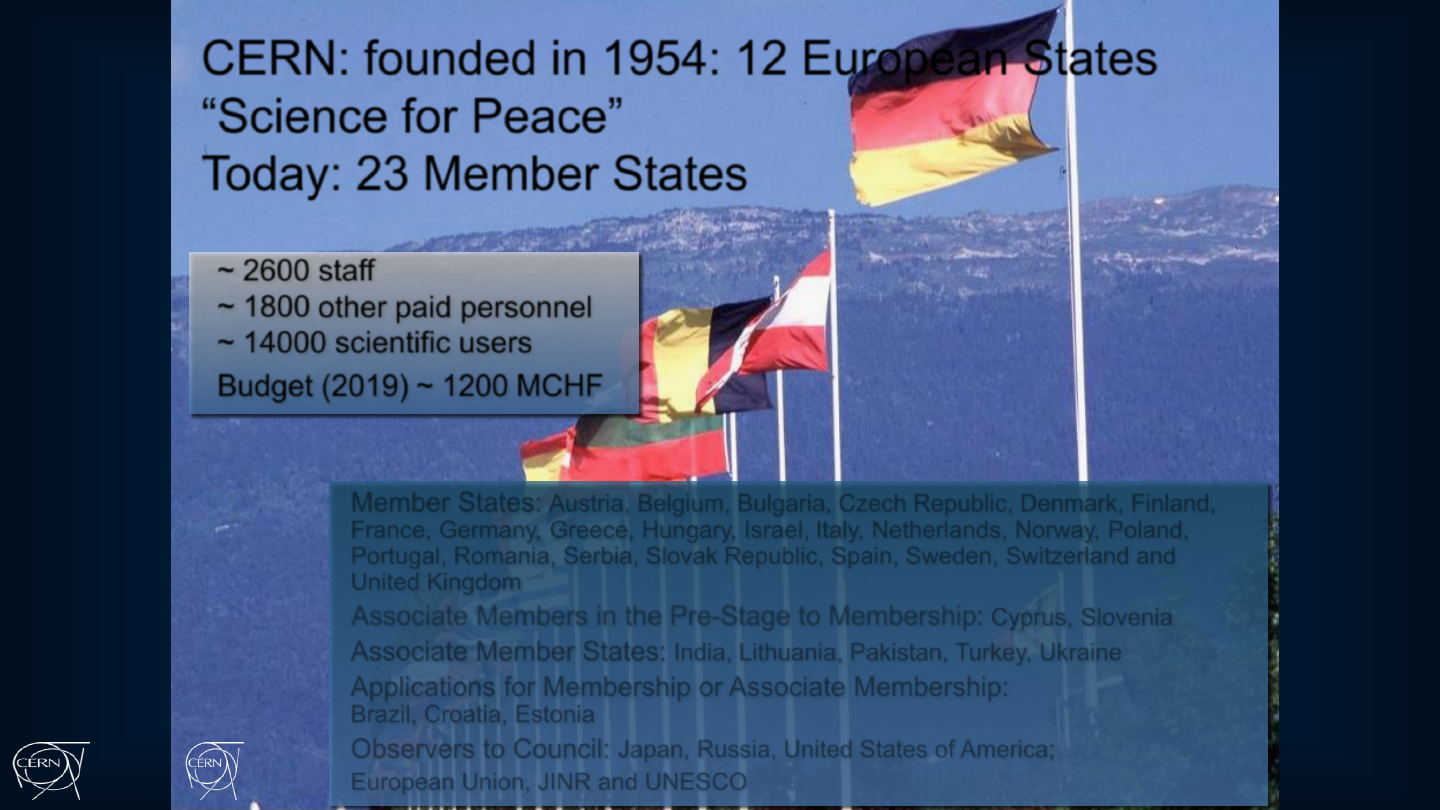 CERN: founded in 1954: 12 European States
“Science for Peace”
Today: 23 Member States
~ 2600 staff
~ 1800 other paid personnel
~ 14000 scientific users
Budget (2019) ~ 1200 MCHF
Member States: Austria, Belgium, Bulgaria, Czech Republic, Denmark, Finland,
France, Germany, Greece, Hungary, Israel, Italy, Netherlands, Norway, Poland,
Portugal, Romania, Serbia, Slovak Republic, Spain, Sweden, Switzerland and
United Kingdom
Associate Members in the Pre-Stage to Membership: Cyprus, Slovenia
Associate Member States: India, Lithuania, Pakistan, Turkey, Ukraine
Applications for Membership or Associate Membership:
Brazil, Croatia, Estonia
Observers to Council: Japan, Russia, United States of America;
European Union, JINR and UNESCO
CERN
CERN